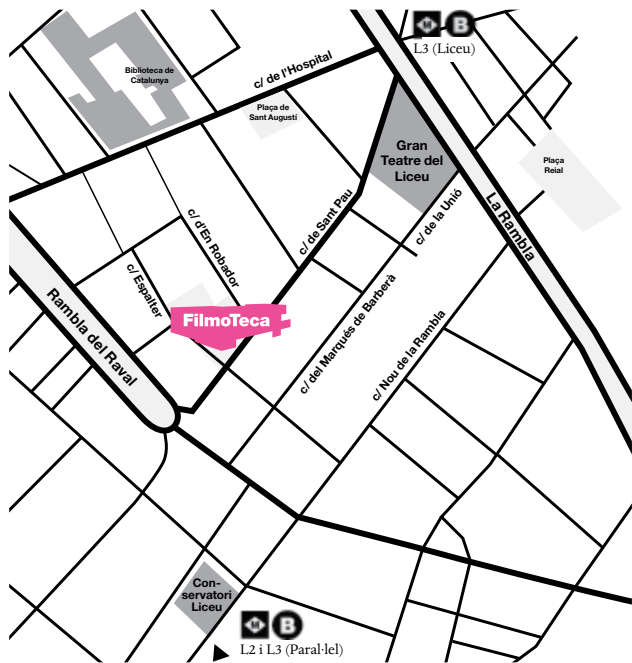 M B
L3 (Liceu)
Biblioteca de
Catalunya
c/ de l'Hospital
Plaça de
Sant Augustí
Gran
Teatre del
Liceu
Plaça
Reial
La Rambla
c/ de la Unió
c/ de Sant Pau
c/ d'En Robador
c/ Espalter
FilmoTeca
Rambla del Raval
c/ del Marqués de Barberà
c/ Nou de la Rambla
Con-
servatori
Liceu
M B
L2 i L3 (Paral·lel)